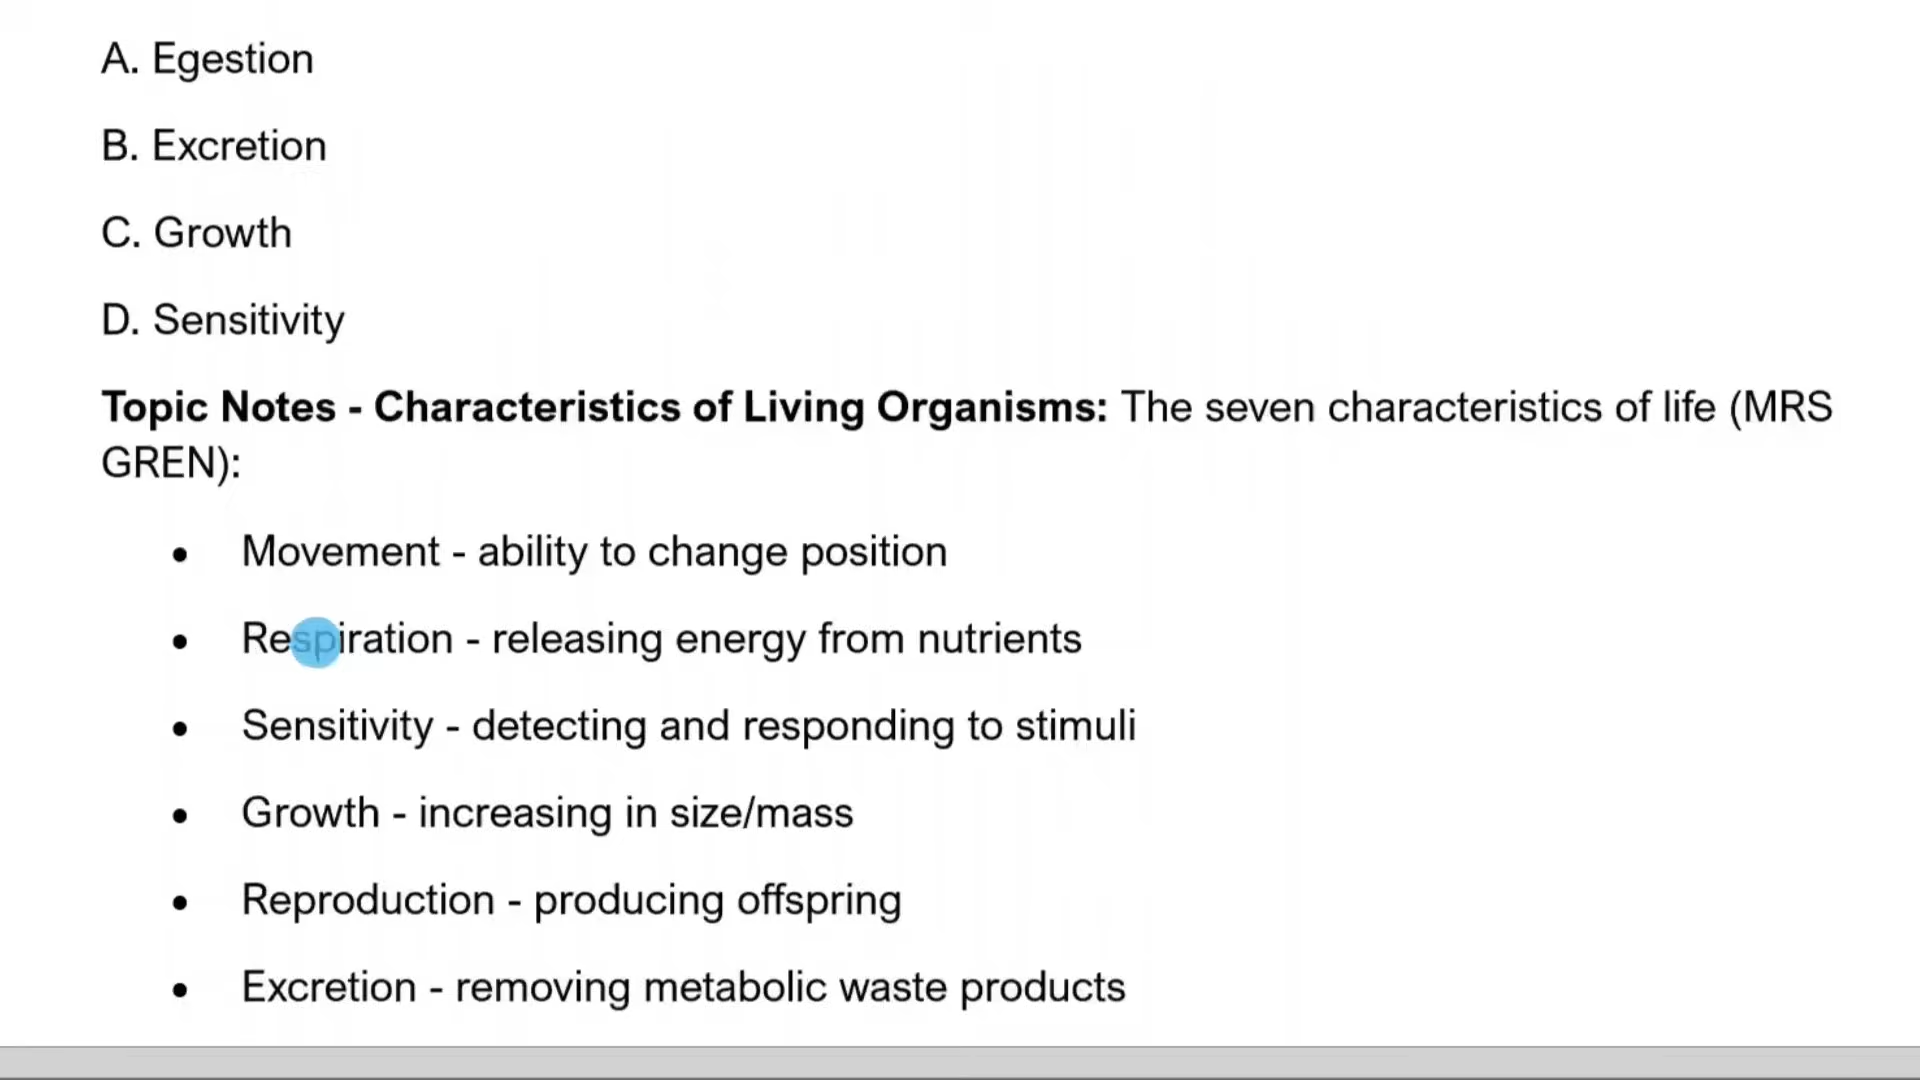 A. Egestion
B. Excretion
C. Growth
D. Sensitivity
Topic Notes - Characteristics of Living Organisms: The seven characteristics of life (MRS
GREN):
• Movement - ability to change position
• Respiration - releasing energy from nutrients
• Sensitivity - detecting and responding to stimuli
• Growth - increasing in size/mass
• Reproduction - producing offspring
• Excretion - removing metabolic waste products